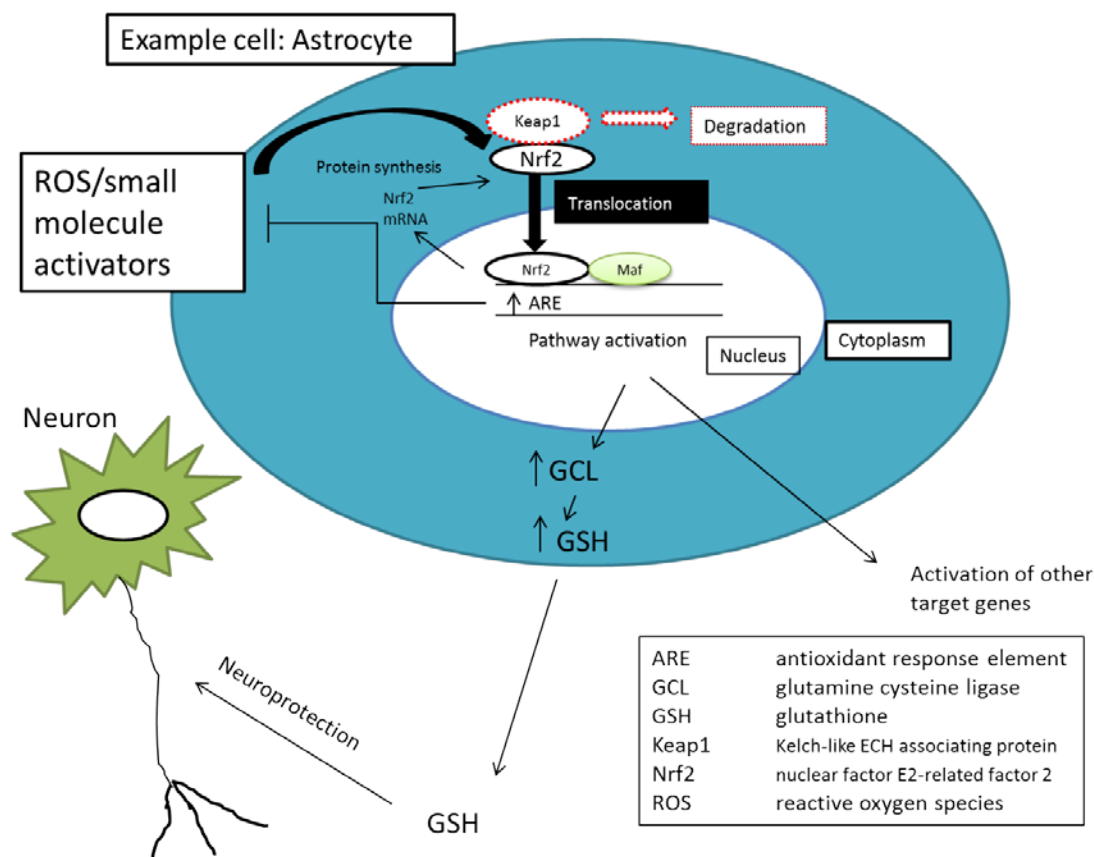 Example cell: Astrocyte
Keap1
Degradation
Nrf2
Protein synthesis
ROS/small
molecule
activators
Nrf2
mRNA
Translocation
Nrf2
Maf
ARE
Pathway activation
Nucleus
Cytoplasm
Neuron
GCL
GSH
Activation of other
target genes
Neuroprotection
GSH
ARE antioxidant response element
GCL glutamine cysteine ligase
GSH glutathione
Keap1 Kelch-like ECH associating protein
Nrf2 nuclear factor E2-related factor 2
ROS reactive oxygen species